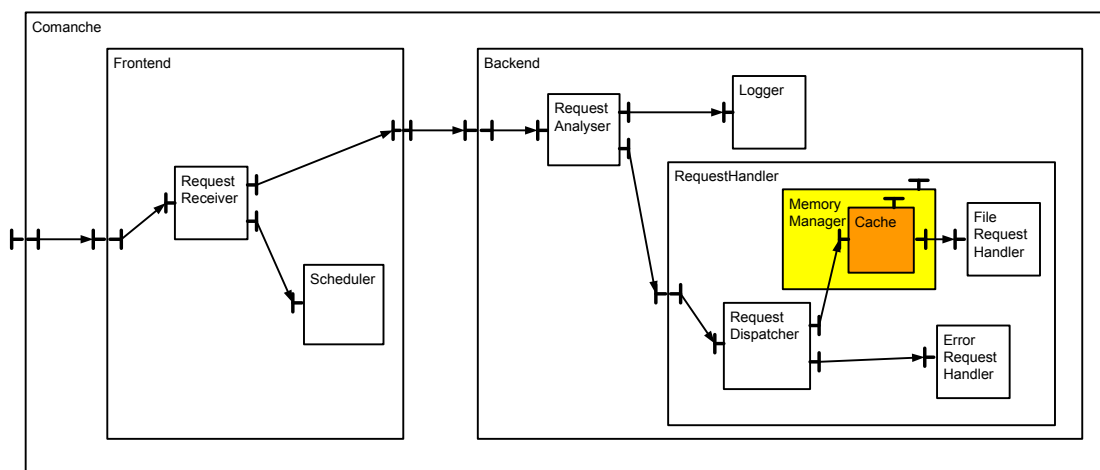 Comanche
Frontend
Request
Receiver
Scheduler
Backend
Request
Analyser
Logger
RequestHandler
Memory
Manager
Cache
File
Request
Handler
Request
Dispatcher
Error
Request
Handler